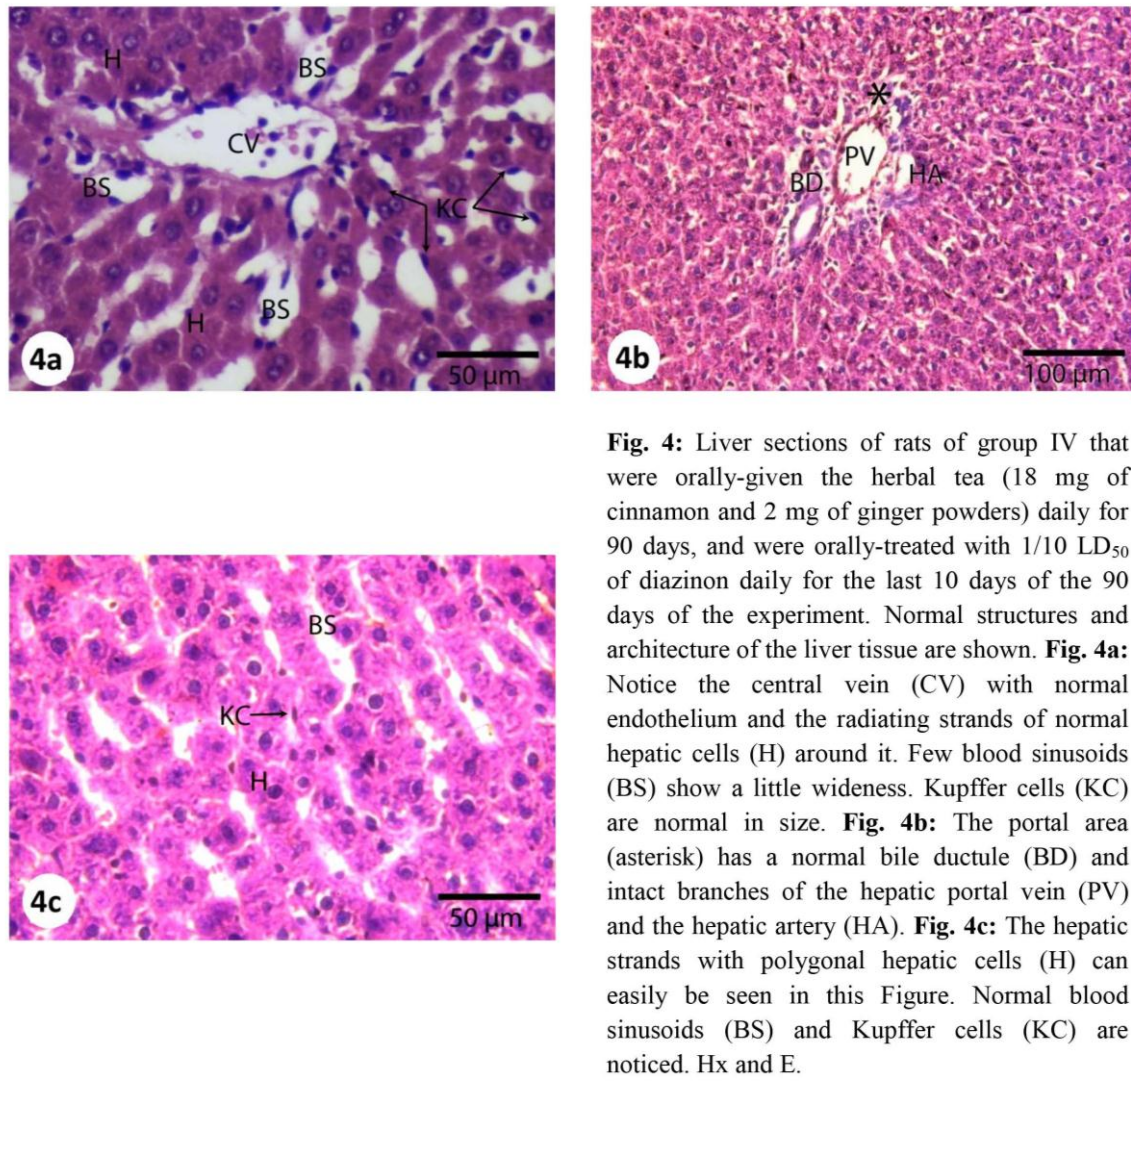 H
BS
CV
BS
KC
BS
H
4a
50 μm
*
PV
BD
HA
4b
100 μm
Fig. 4: Liver sections of rats of group IV that
were orally-given the herbal tea (18 mg of
cinnamon and 2 mg of ginger powders) daily for
90 days, and were orally-treated with 1/10 LD50
of diazinon daily for the last 10 days of the 90
days of the experiment. Normal structures and
architecture of the liver tissue are shown. Fig. 4a:
Notice the central vein (CV) with normal
endothelium and the radiating strands of normal
hepatic cells (H) around it. Few blood sinusoids
(BS) show a little wideness. Kupffer cells (KC)
are normal in size. Fig. 4b: The portal area
(asterisk) has a normal bile ductule (BD) and
intact branches of the hepatic portal vein (PV)
and the hepatic artery (HA). Fig. 4c: The hepatic
strands with polygonal hepatic cells (H) can
easily be seen in this Figure. Normal blood
sinusoids (BS) and Kupffer cells (KC) are
noticed. Hx and E.
BS
KC
H
4c
50 μm